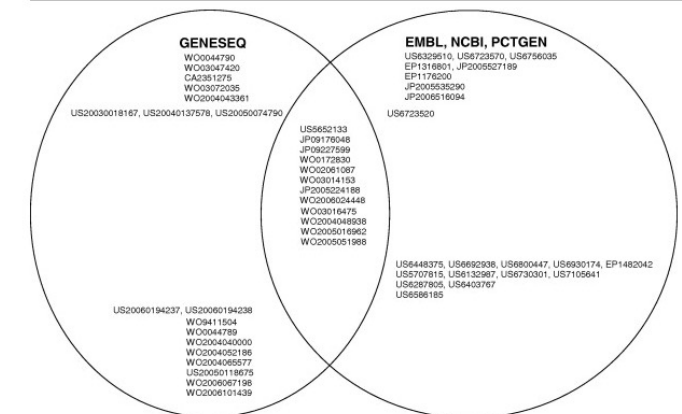 GENESEQ
WO0044790
WO03047420
CA2351275
WO03072035
WO2004043361
US20030018167, US20040137578, US20050074790
EMBL, NCBI, PCTGEN
US6329510, US6723570, US6756035
EP1316801, JP2005527189
EP1176200
JP2005535290
JP2006516094
US6723520
US5652133
JP09176048
JP09227599
WO0172830
WO02061087
WO03014153
JP2005224188
WO2006024448
WO03016475
WO2004048938
WO2005016962
WO2005051988
US6448375, US6692938, US6800447, US6930174, EP1482042
US5707815, US6132987, US6730301, US7105641
US6287805, US6403767
US6586185
US20060194237, US20060194238
WO9411504
WO0044789
WO2004040000
WO2004052186
WO2004065577
US20050118675
WO2006067198
WO2006101439